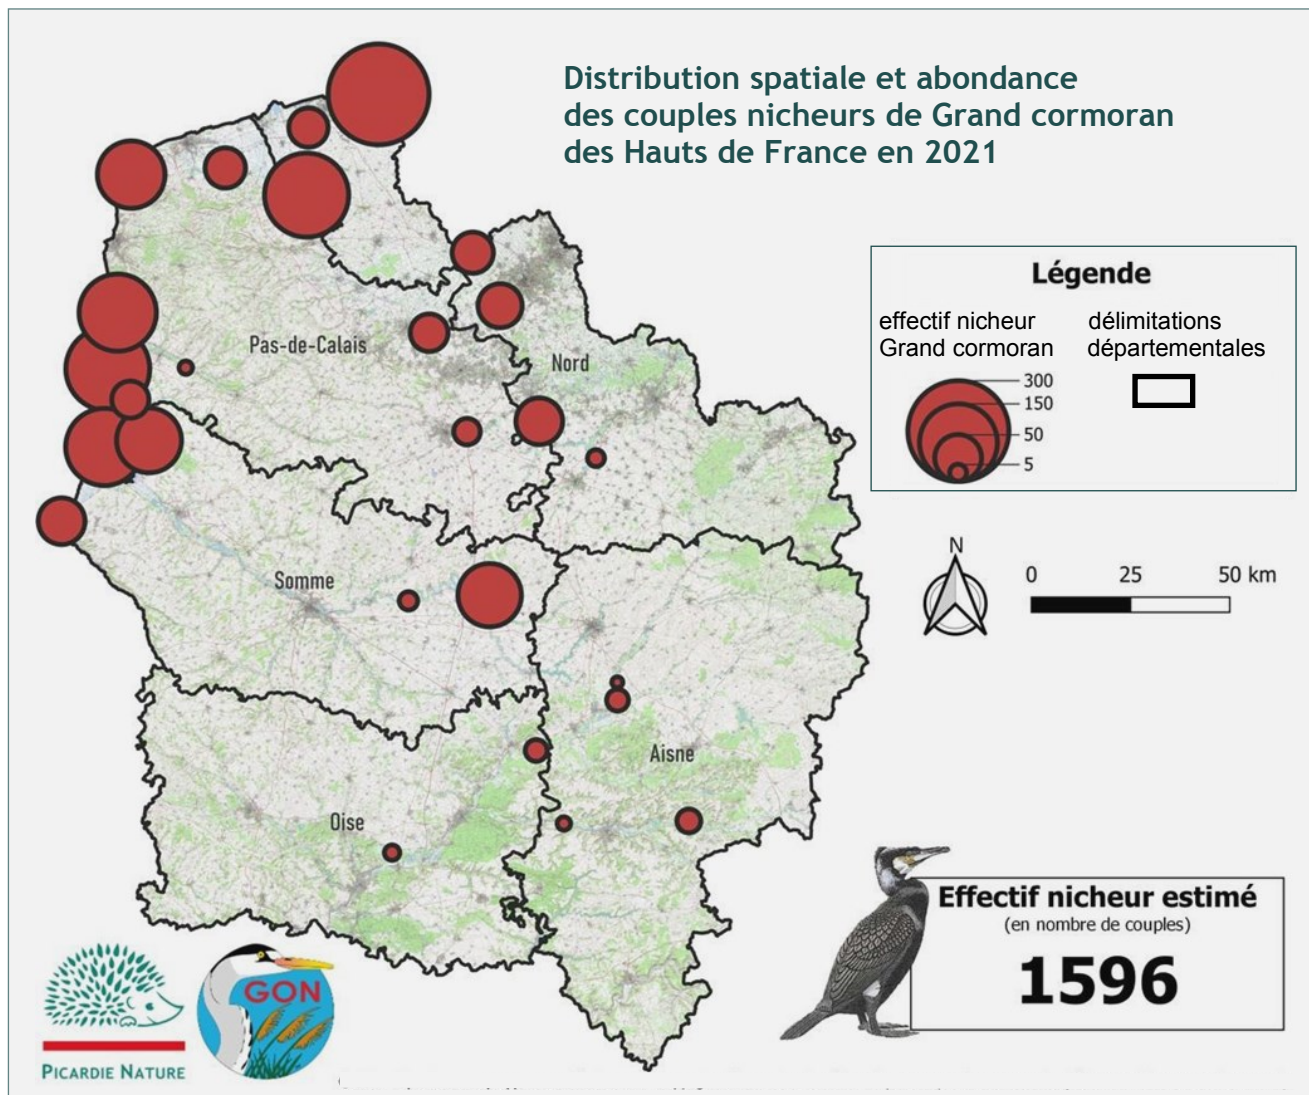 Distribution spatiale et abondance
des couples nicheurs de Grand cormoran
des Hauts de France en 2021
Légende
effectif nicheur
Grand cormoran
délimitations
départementales
300
150
50
5
Pas-de-Calais
Nord
Somme
Aisne
Oise
N
0 25 50 km
Effectif nicheur estimé
(en nombre de couples)
1596
GON
PICARDIE NATURE